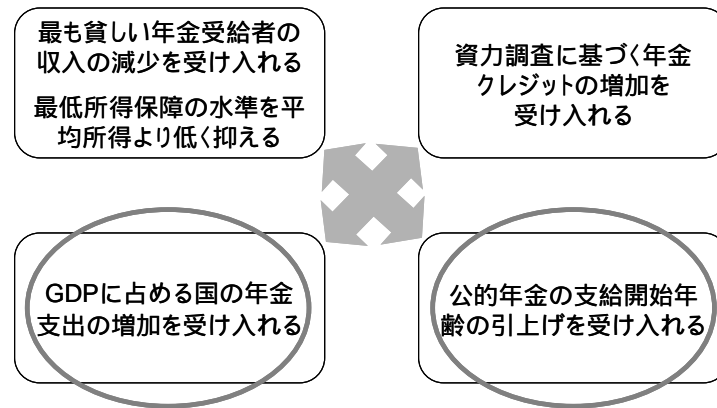 最も貧しい年金受給者の
収入の減少を受け入れる
最低所得保障の水準を平
均所得より低く抑える
資力調査に基づく年金
クレジットの増加を
受け入れる
GDPに占める国の年金
支出の増加を受け入れる
公的年金の支給開始年
齢の引上げを受け入れる